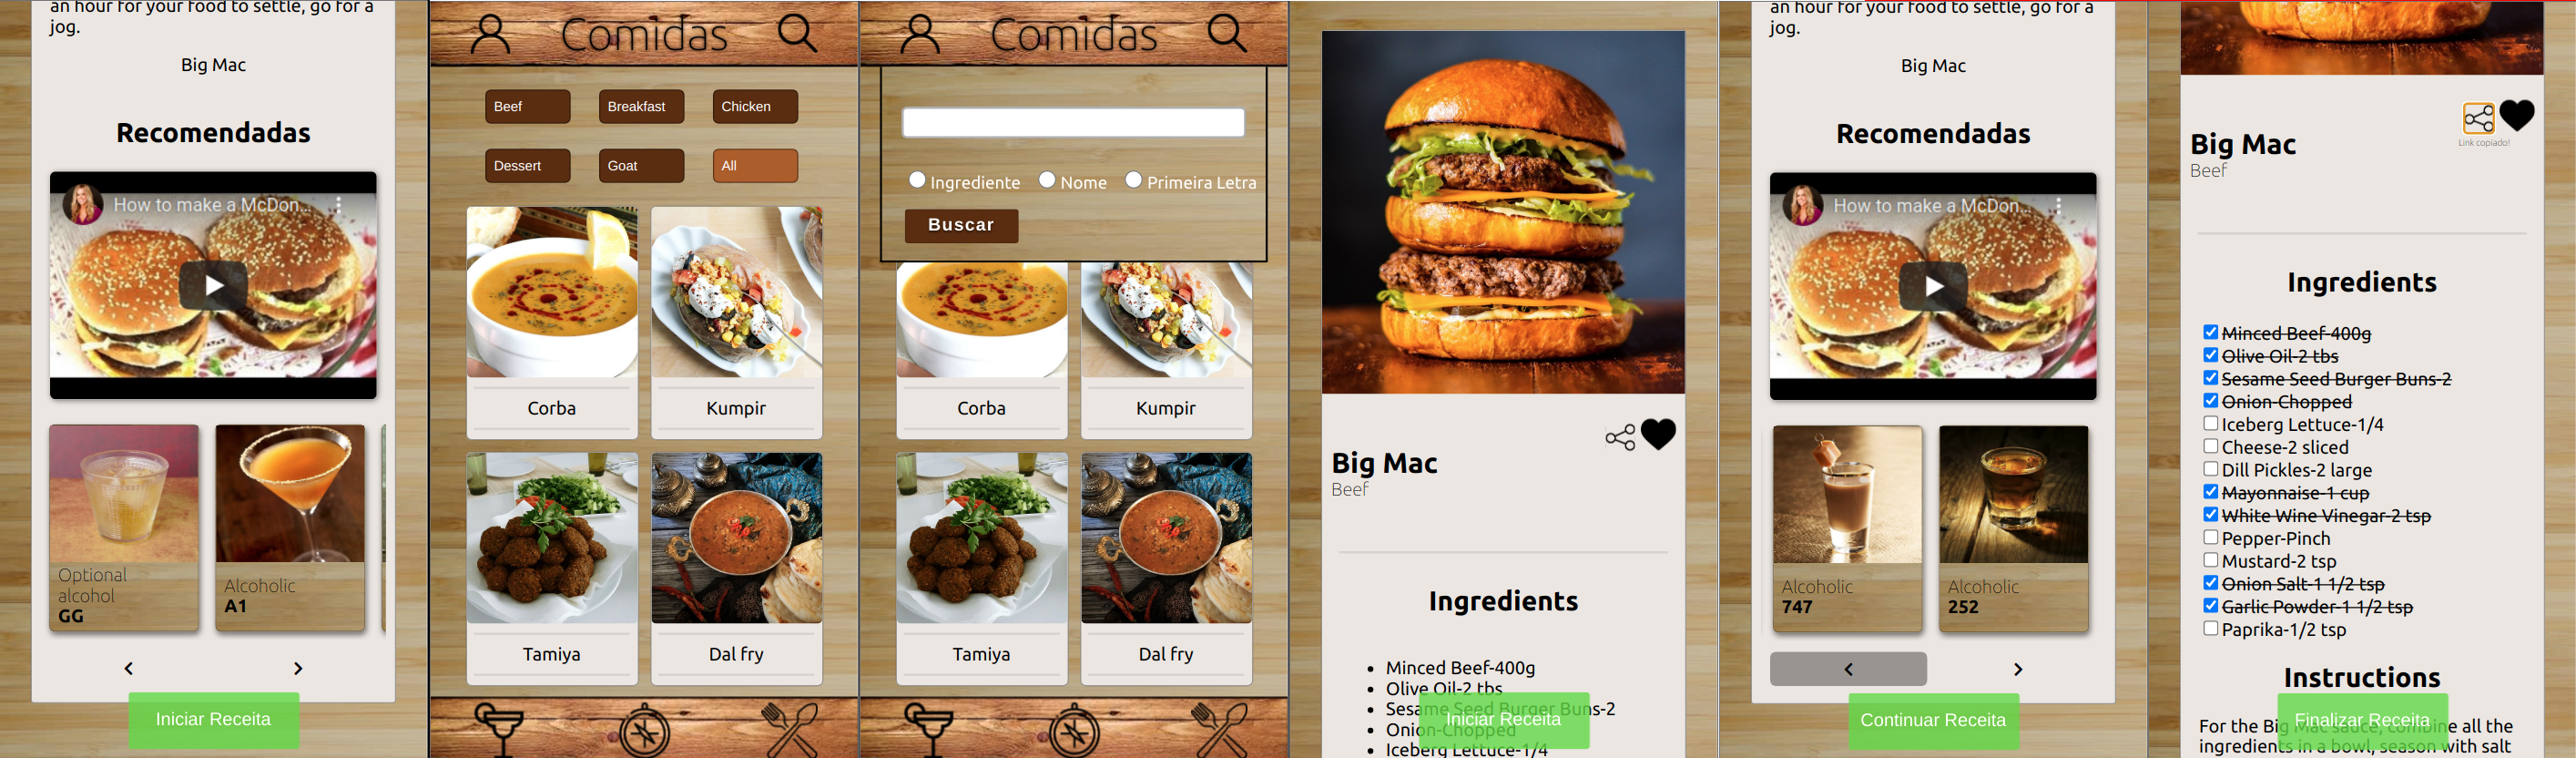 an hour for your food to settle, go for a
jog.
Big Mac
Recomendadas
How to make a McDon...
Optional
alcohol
GG
Alcoholic
A1
Iniciar Receita
Comidas
Beef
Breakfast
Chicken
Dessert
Goat
All
Corba
Kumpir
Tamiya
Dal fry
Comidas
Ingrediente
Nome
Primeira Letra
Buscar
Corba
Kumpir
Tamiya
Dal fry
Big Mac
Beef
Ingredients
Minced Beef-400g
Olive Oil-2 tbs
Sesame Seed Burger Buns-2
Onion-Chopped
Iceberg Lettuce-1/4
Iniciar Receita
an hour for your food to settle, go for a
jog.
Big Mac
Recomendadas
How to make a McDon...
Alcoholic
747
Alcoholic
252
Continuar Receita
Link copiado!
Big Mac
Beef
Ingredients
Minced Beef-400g
Olive Oil-2 tbs
Sesame Seed Burger Buns-2
Onion-Chopped
Iceberg Lettuce-1/4
Cheese-2 sliced
Dill Pickles-2 large
Mayonnaise-1 cup
White Wine Vinegar-2 tsp
Pepper-Pinch
Mustard-2 tsp
Onion Salt-1 1/2 tsp
Garlic Powder-1 1/2 tsp
Paprika-1/2 tsp
Instructions
Finalizar Receita
For the Big Mac sauce, combine all the
ingredients in a bowl, season with salt